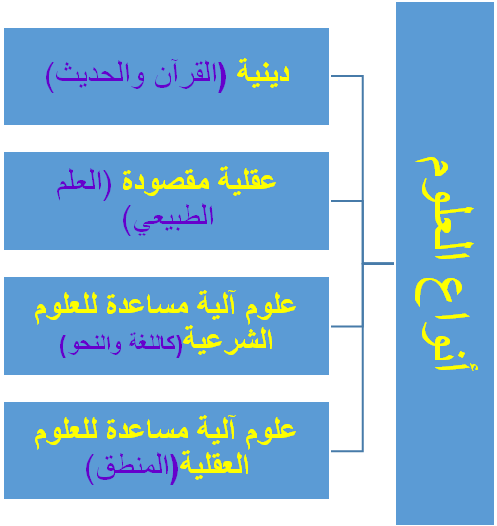 أنواع العلوم
دينية (القرآن والحديث)
عقلية مقصودة (العلم
الطبيعي)
علوم آلية مساعدة للعلوم
الشرعية(كاللغة والنحو)
علوم آلية مساعدة للعلوم
العقلية(المنطق)